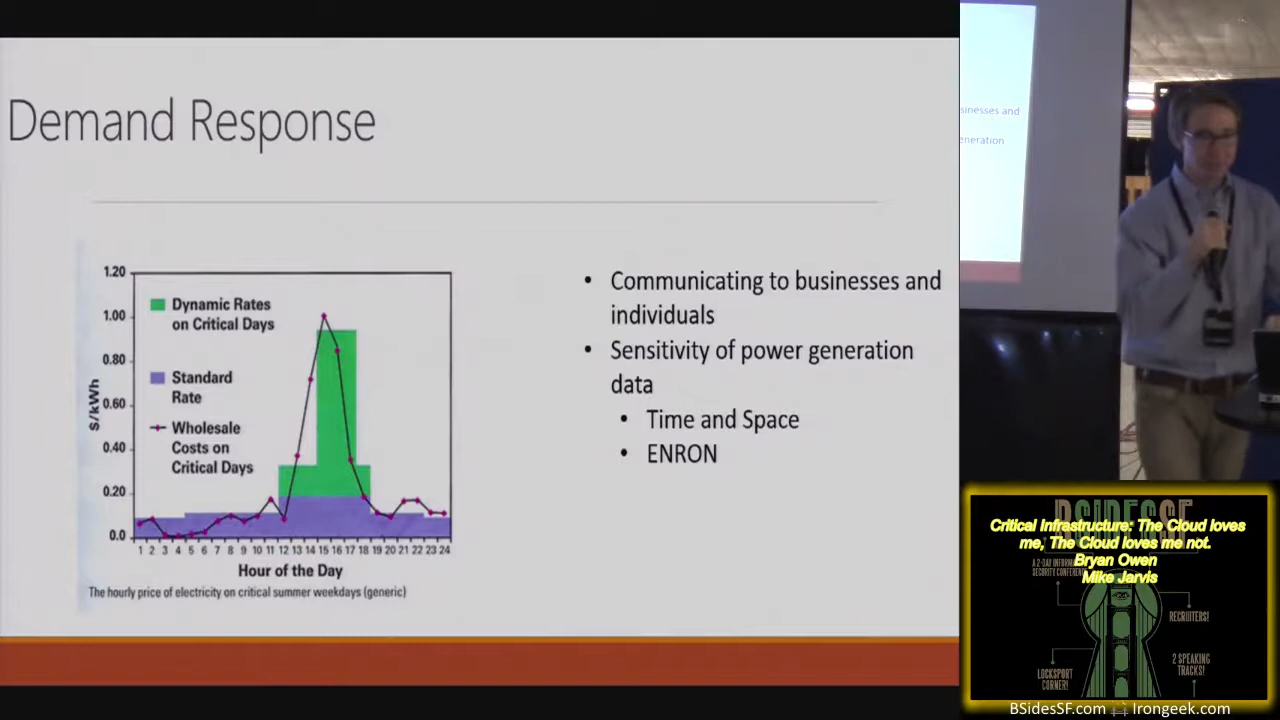 Demand Response
1.20
1.00
0.80
0.60
0.40
0.20
0.0
$/kWh
Dynamic Rates
on Critical Days
Standard
Rate
Wholesale
Costs on
Critical Days
1 2 3 4 5 6 7 8 9 10 11 12 13 14 15 16 17 18 19 20 21 22 23 24
Hour of the Day
The hourly price of electricity on critical summer weekdays (generic)
• Communicating to businesses and
individuals
• Sensitivity of power generation
data
• Time and Space
• ENRON
sinesses and
eneration
BSIDESSF
Critical Infrastructure: The Cloud loves
me, The Cloud loves me not.
Bryan Owen
Mike Jarvis
A 2-DAY INFORM
SECURITY CONFEREN
RECRUITERS!
LOCKSPORT
CORNER!
2 SPEAKING
TRACKS!
BSidesSF.com
Irongeek.com